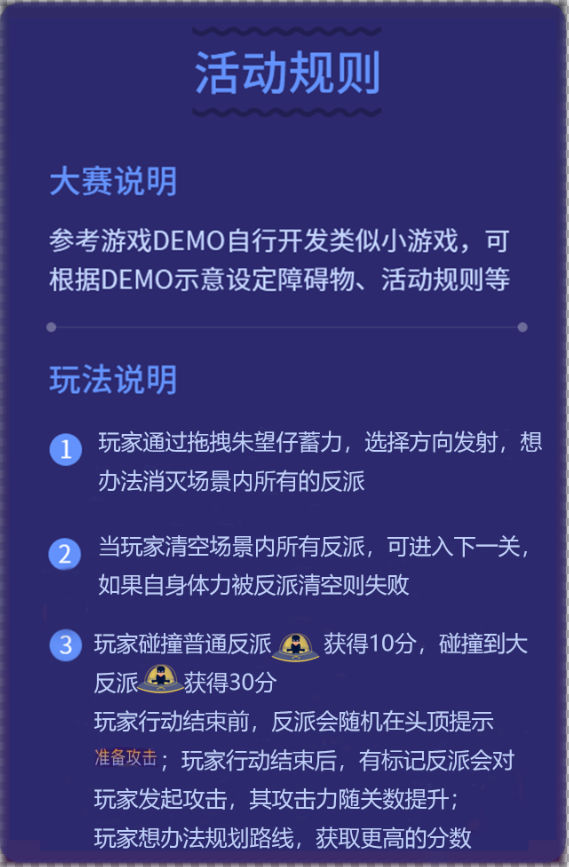 活动规则
大赛说明
参考游戏DEMO自行开发类似小游戏，可
根据DEMO示意设定障碍物、活动规则等
玩法说明
1 玩家通过拖拽朱望仔蓄力，选择方向发射，想
办法消灭场景内所有的反派
2 当玩家清空场景内所有反派，可进入下一关，
如果自身体力被反派清空则失败
3 玩家碰撞普通反派 获得10分，碰撞到大
反派 获得30分
玩家行动结束前，反派会随机在头顶提示
准备攻击；玩家行动结束后，有标记反派会对
玩家发起攻击，其攻击力随关数提升；
玩家想办法规划路线，获取更高的分数